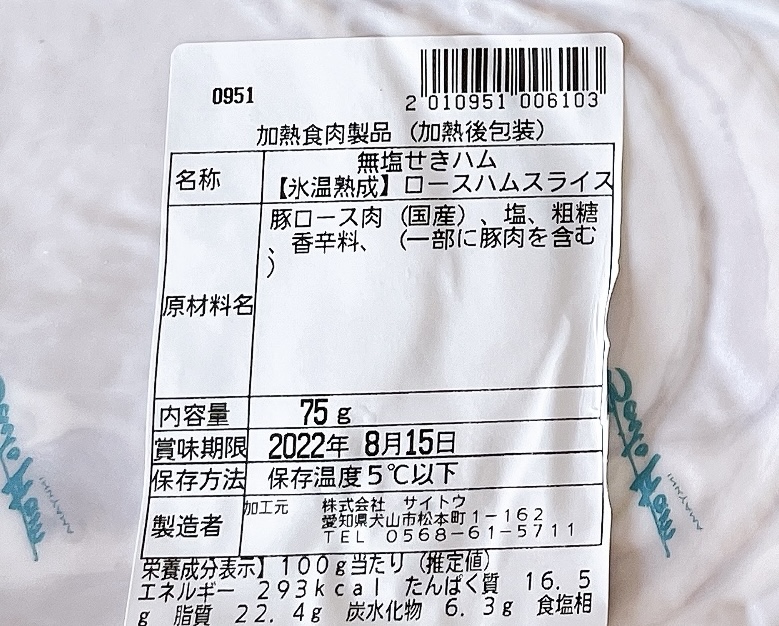 0951
2 010951 006103
加熱食肉製品（加熱後包装）
名称
無塩せきハム
【氷温熟成】ロースハムスライス
原材料名
豚ロース肉（国産）、塩、粗糖
、香辛料、（一部に豚肉を含む
）
内容量 75g
賞味期限 2022年 8月15日
保存方法 保存温度5℃以下
製造者
加工元 株式会社 サイトウ
愛知県犬山市松本町1-162
TEL 0568-61-5711
栄養成分表示】100g当たり（推定値）
エネルギー 293kcal たんぱく質 16.5
g 脂質 22.4g 炭水化物 6.3g 食塩相